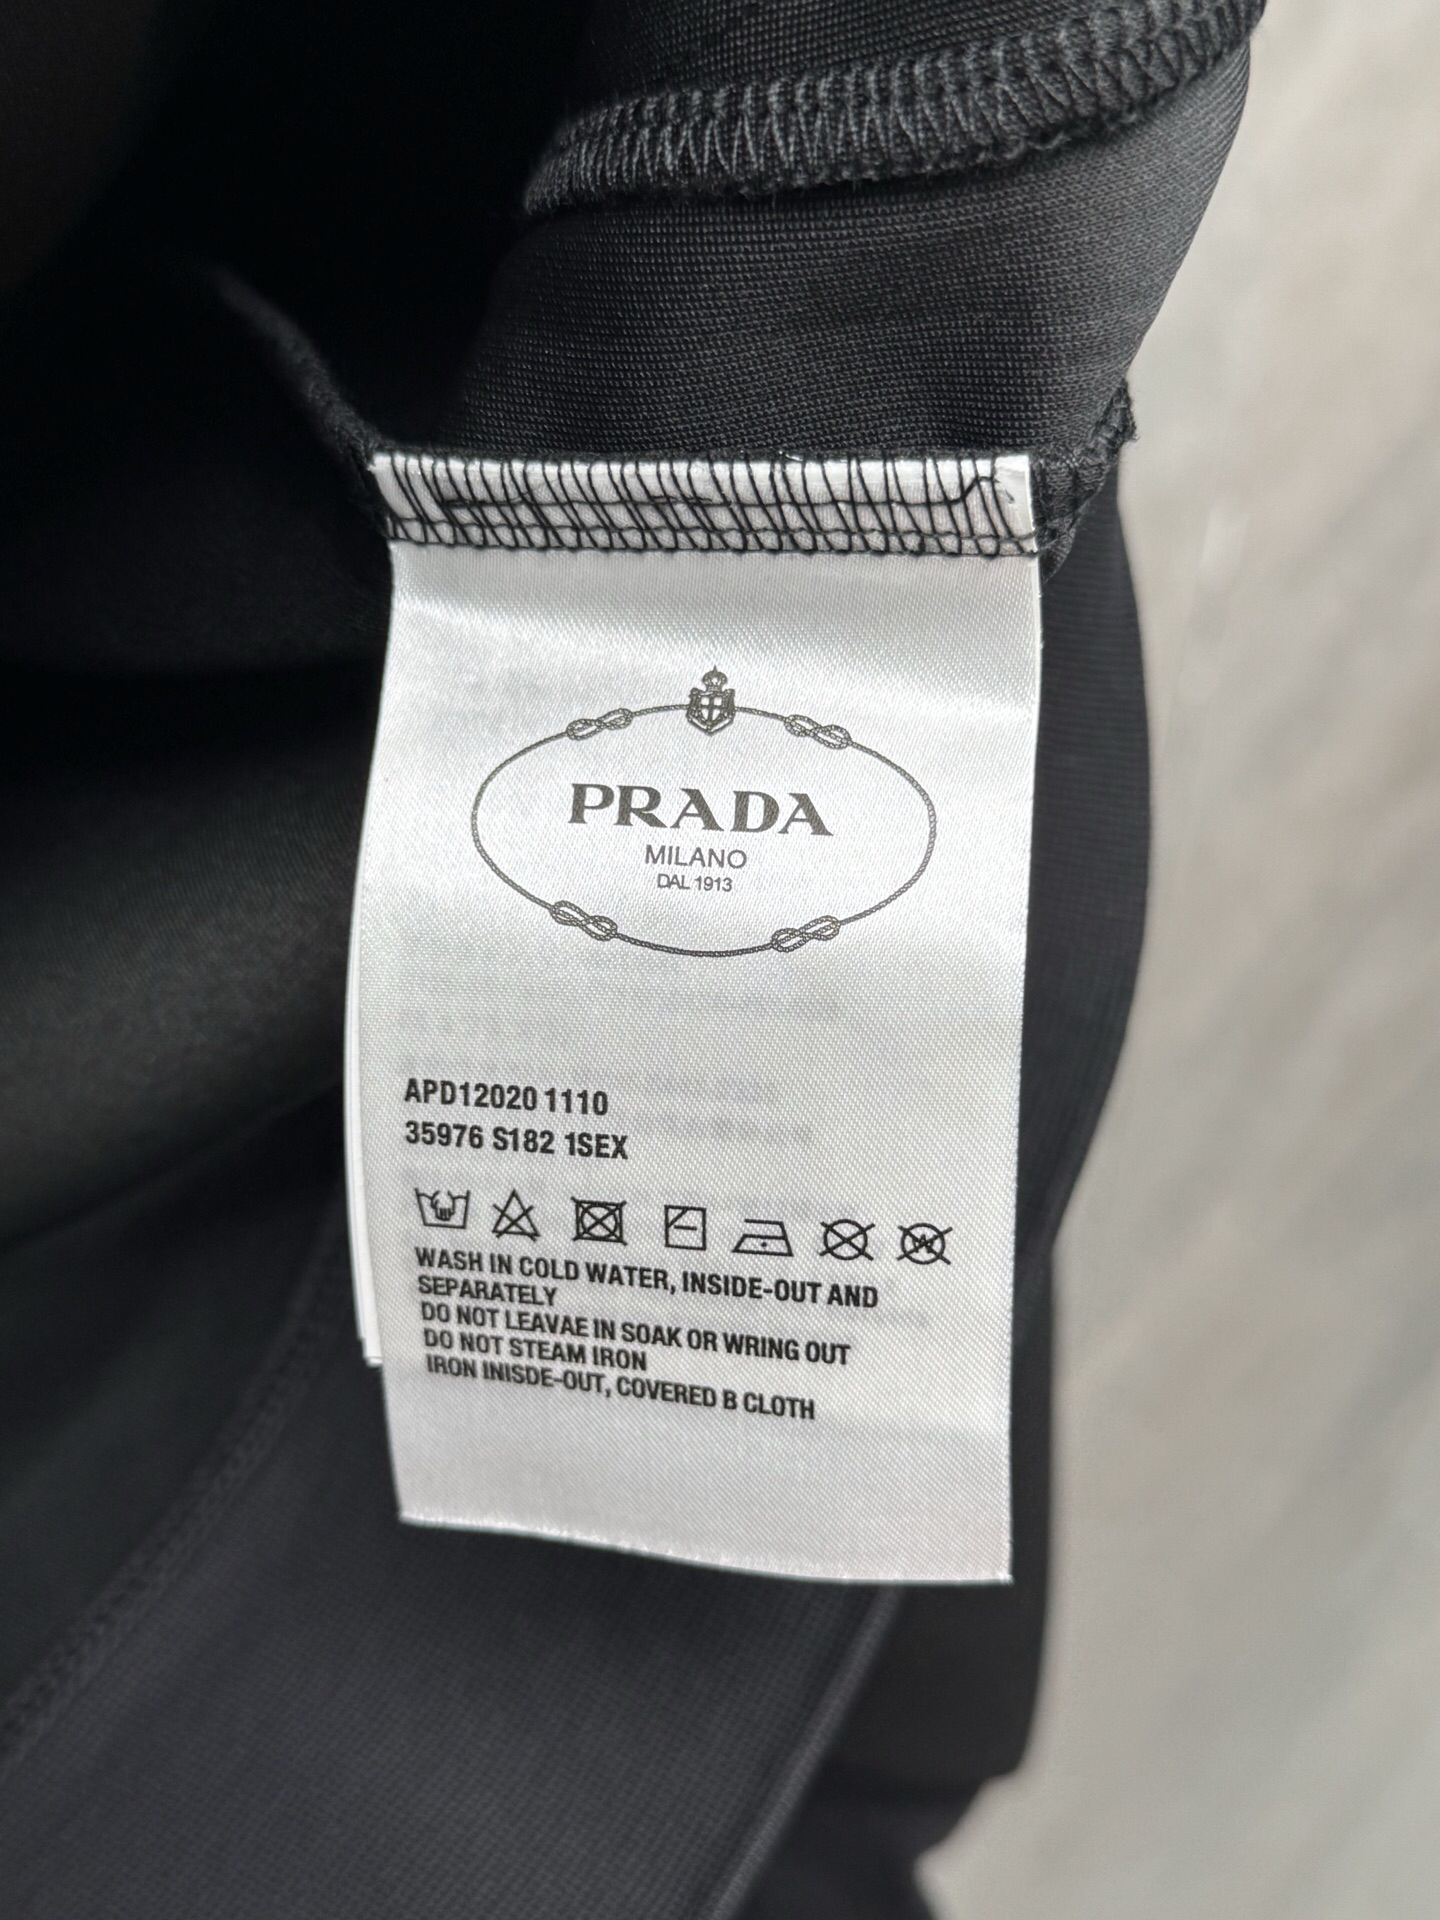 PRADA
MILANO
DAL 1913
APD12020 1110
35976 S182 1SEX
WASH IN COLD WATER, INSIDE-OUT AND
SEPARATELY
DO NOT LEAVAE IN SOAK OR WRING OUT
DO NOT STEAM IRON
IRON INISDE-OUT, COVERED B CLOTH